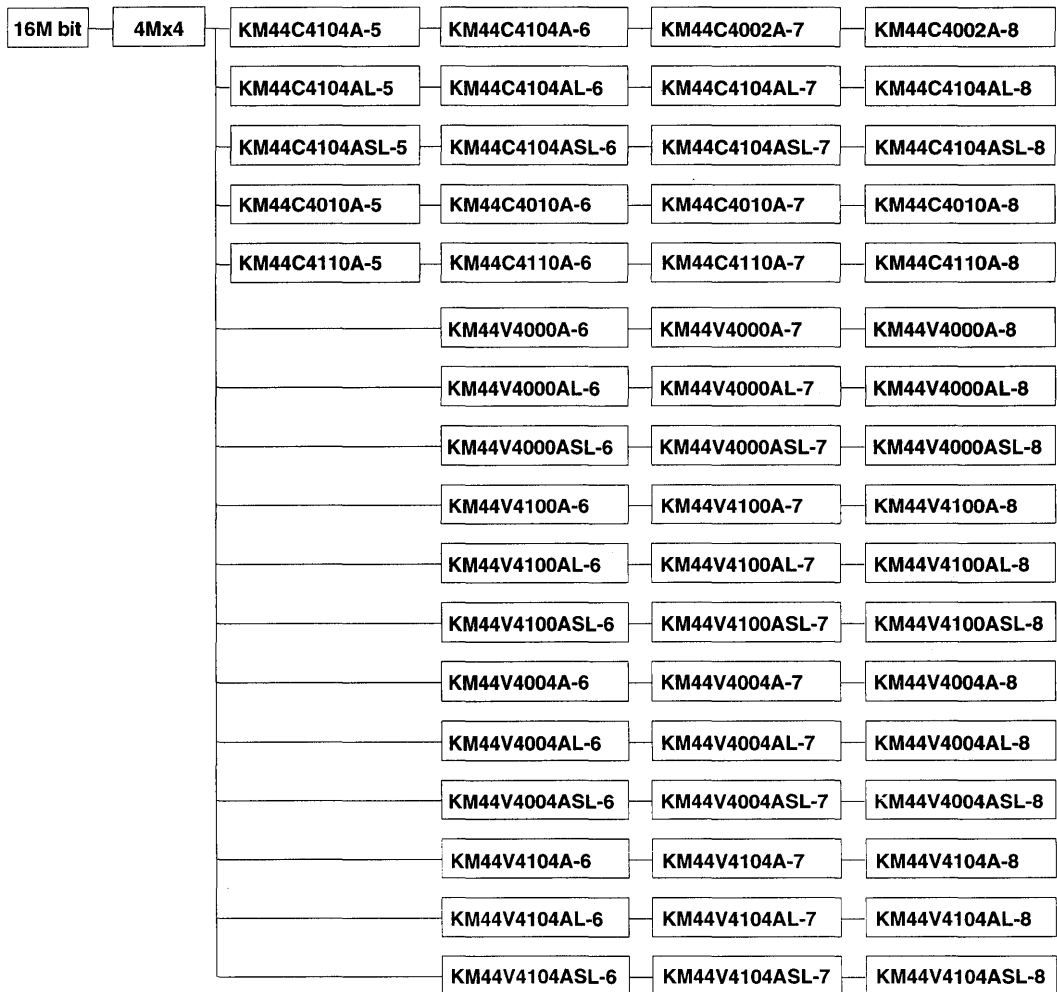 16M bit 4Mx4 KM44C4104A-5 KM44C4104A-6 KM44C4002A-7 KM44C4002A-8
KM44C4104AL-5 KM44C4104AL-6 KM44C4104AL-7 KM44C4104AL-8
KM44C4104ASL-5 KM44C4104ASL-6 KM44C4104ASL-7 KM44C4104ASL-8
KM44C4010A-5 KM44C4010A-6 KM44C4010A-7 KM44C4010A-8
KM44C4110A-5 KM44C4110A-6 KM44C4110A-7 KM44C4110A-8
KM44V4000A-6 KM44V4000A-7 KM44V4000A-8
KM44V4000AL-6 KM44V4000AL-7 KM44V4000AL-8
KM44V4000ASL-6 KM44V4000ASL-7 KM44V4000ASL-8
KM44V4100A-6 KM44V4100A-7 KM44V4100A-8
KM44V4100AL-6 KM44V4100AL-7 KM44V4100AL-8
KM44V4100ASL-6 KM44V4100ASL-7 KM44V4100ASL-8
KM44V4004A-6 KM44V4004A-7 KM44V4004A-8
KM44V4004AL-6 KM44V4004AL-7 KM44V4004AL-8
KM44V4004ASL-6 KM44V4004ASL-7 KM44V4004ASL-8
KM44V4104A-6 KM44V4104A-7 KM44V4104A-8
KM44V4104AL-6 KM44V4104AL-7 KM44V4104AL-8
KM44V4104ASL-6 KM44V4104ASL-7 KM44V4104ASL-8